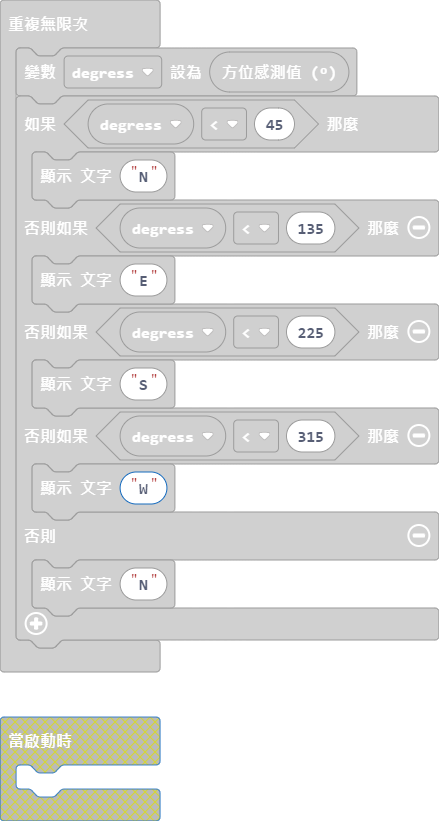 重複無限次
變數 degress 設為 方位感測值 (º)
如果 degress < 45 那麼
顯示 文字 "N"
否則如果 degress < 135 那麼
顯示 文字 "E"
否則如果 degress < 225 那麼
顯示 文字 "S"
否則如果 degress < 315 那麼
顯示 文字 "W"
否則
顯示 文字 "N"
當啟動時